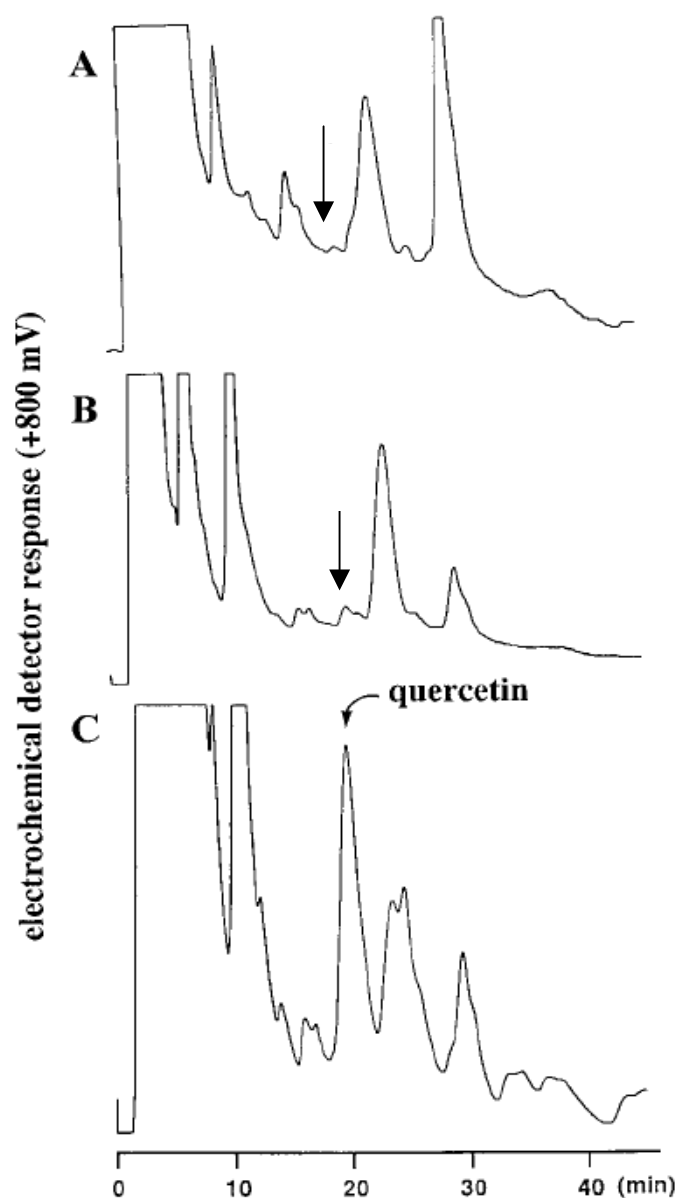 A
B
quercetin
C
electrochemical detector response (+800 mV)
0 10 20 30 40 (min)